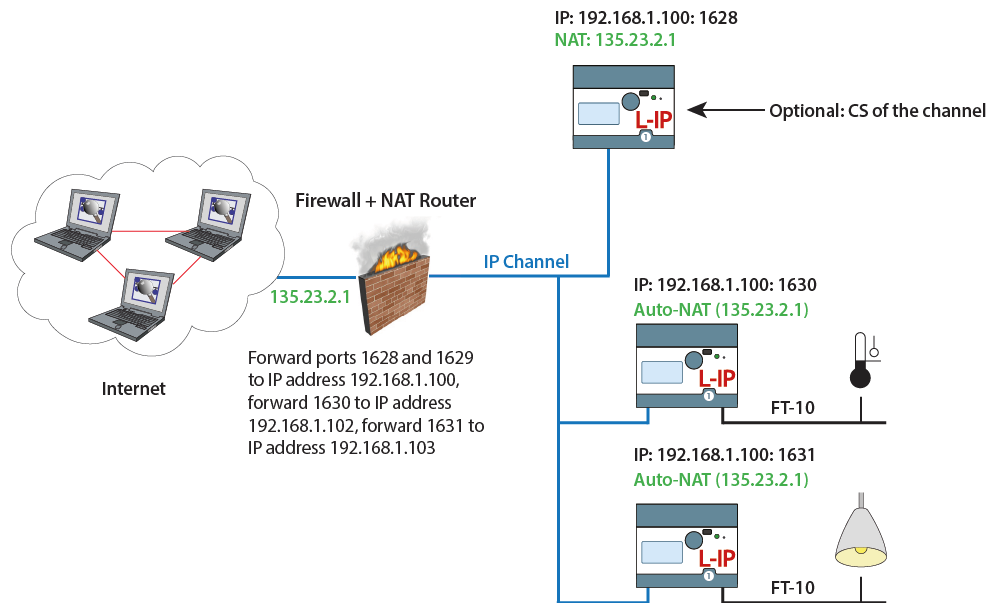 IP: 192.168.1.100: 1628
NAT: 135.23.2.1
L-IP
1
Optional: CS of the channel
Firewall + NAT Router
IP Channel
135.23.2.1
Internet
Forward ports 1628 and 1629
to IP address 192.168.1.100,
forward 1630 to IP address
192.168.1.102, forward 1631 to
IP address 192.168.1.103
IP: 192.168.1.100: 1630
Auto-NAT (135.23.2.1)
L-IP
1
FT-10
IP: 192.168.1.100: 1631
Auto-NAT (135.23.2.1)
L-IP
1
FT-10